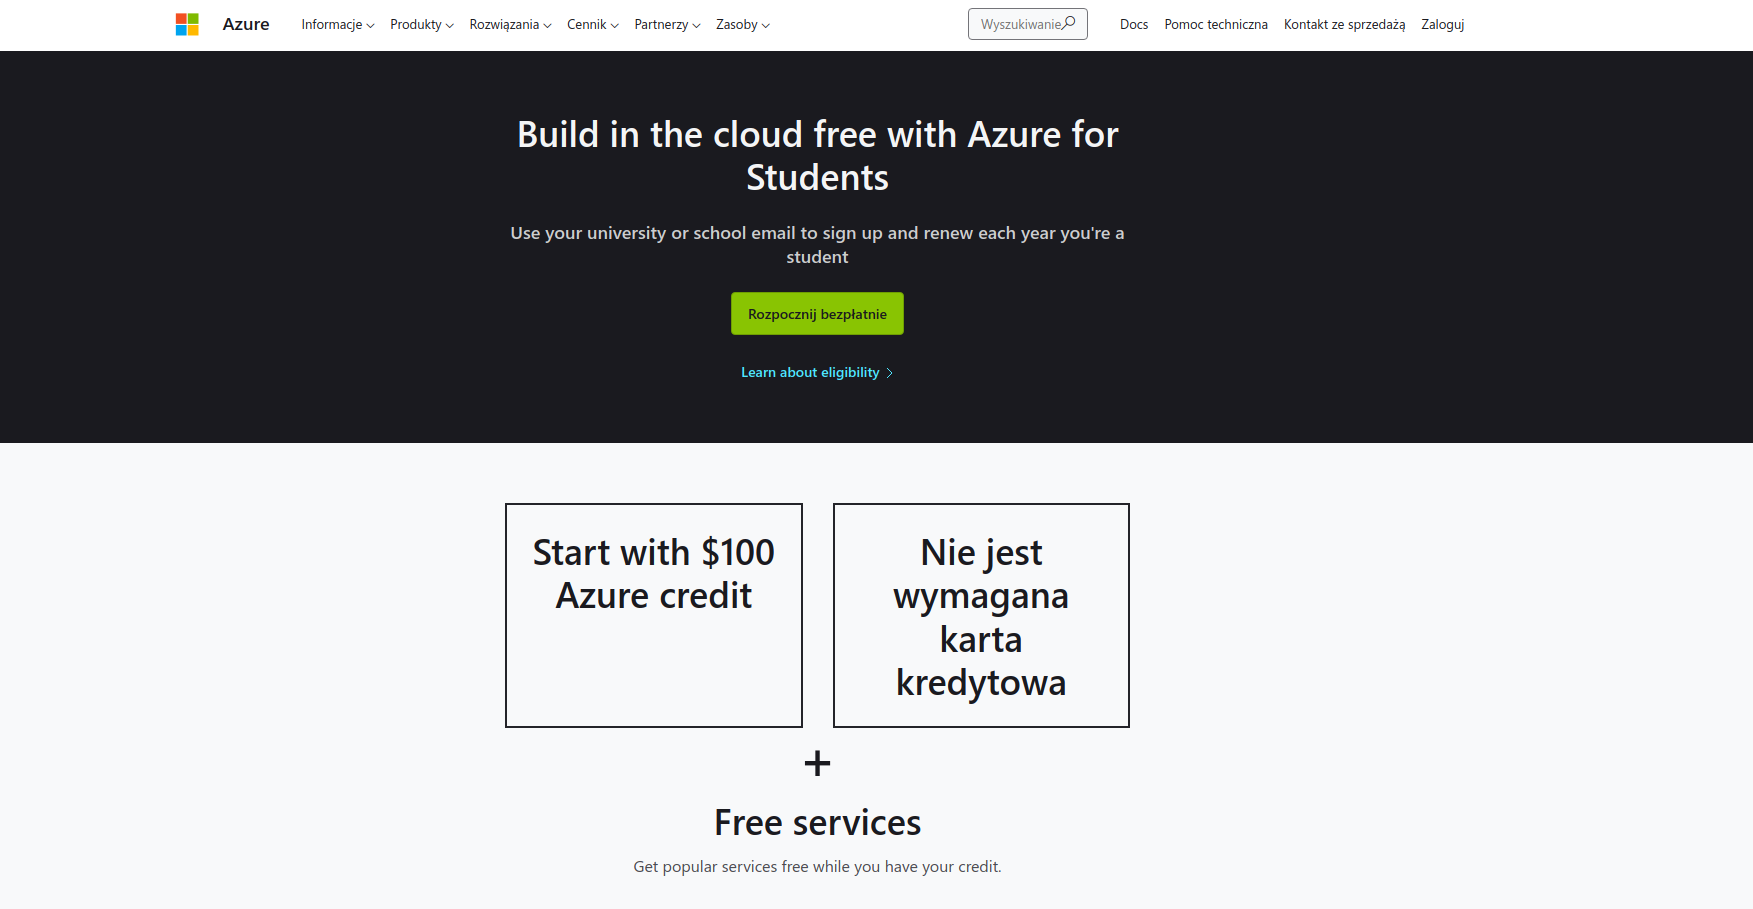 Azure Informacje Produkty Rozwiązania Cennik Partnerzy Zasoby Wyszukiwanie Docs Pomoc techniczna Kontakt ze sprzedażą Zaloguj
Build in the cloud free with Azure for
Students
Use your university or school email to sign up and renew each year you're a
student
Rozpocznij bezpłatnie
Learn about eligibility
Start with $100
Azure credit
Nie jest
wymagana
karta
kredytowa
+
Free services
Get popular services free while you have your credit.